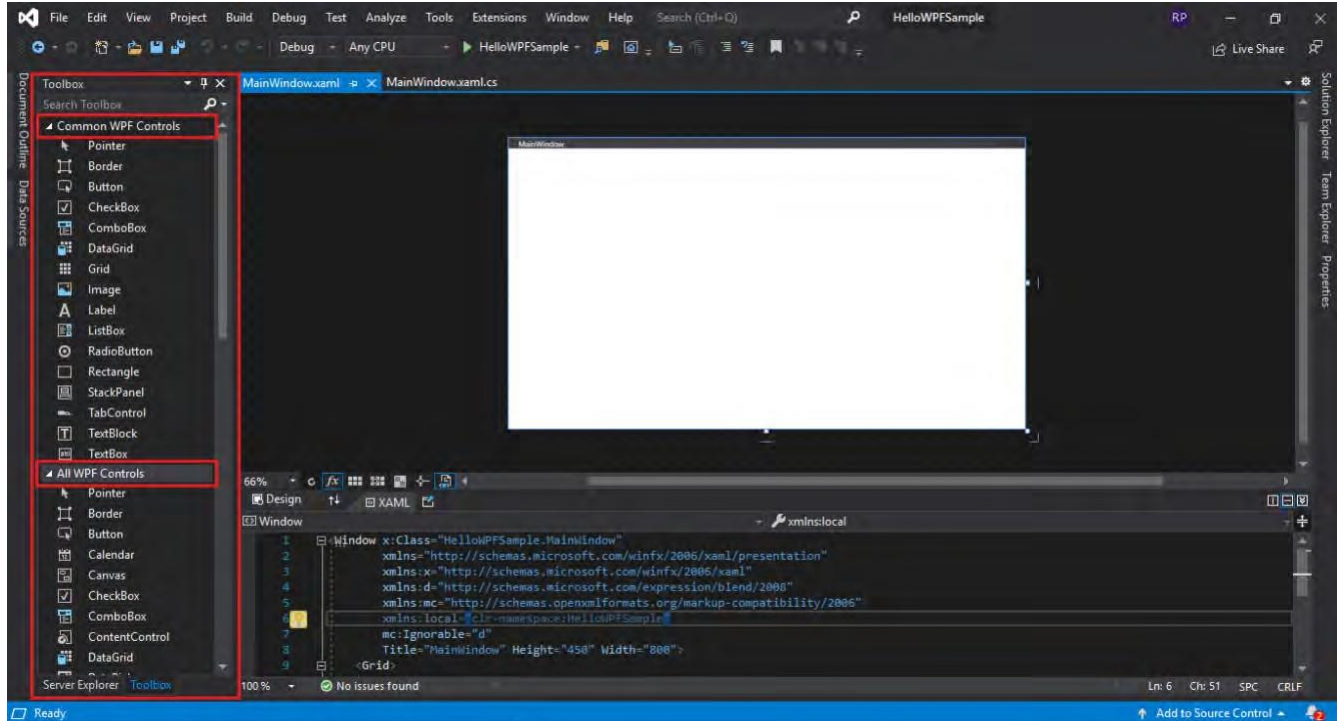 File Edit View Project Build Debug Test Analyze Tools Extensions Window Help Search (Ctrl+Q) HelloWPFSample RP
Debug Any CPU HelloWPFSample Live Share
Document Outline
Data Sources
Toolbox
Search Toolbox
Common WPF Controls
Pointer
Border
Button
CheckBox
ComboBox
DataGrid
Grid
Image
Label
ListBox
RadioButton
Rectangle
StackPanel
TabControl
TextBlock
TextBox
All WPF Controls
Pointer
Border
Button
Calendar
Canvas
CheckBox
ComboBox
ContentControl
DataGrid
Server Explorer Toolbox
MainWindow.xaml MainWindow.xaml.cs
MainWindow
66% fx
Design XAML
Window xmlns:local
1 <Window x:Class="HelloWPFSample.MainWindow"
2 xmlns="http://schemas.microsoft.com/winfx/2006/xaml/presentation"
3 xmlns:x="http://schemas.microsoft.com/winfx/2006/xaml"
4 xmlns:d="http://schemas.microsoft.com/expression/blend/2008"
5 xmlns:mc="http://schemas.openxmlformats.org/markup-compatibility/2006"
6 xmlns:local="clr-namespace:HelloWPFSample"
7 mc:Ignorable="d"
8 Title="MainWindow" Height="450" Width="800">
9 <Grid>
100 % No issues found Ln: 6 Ch: 51 SPC CRLF
Solution Explorer
Team Explorer
Properties
Ready Add to Source Control 2